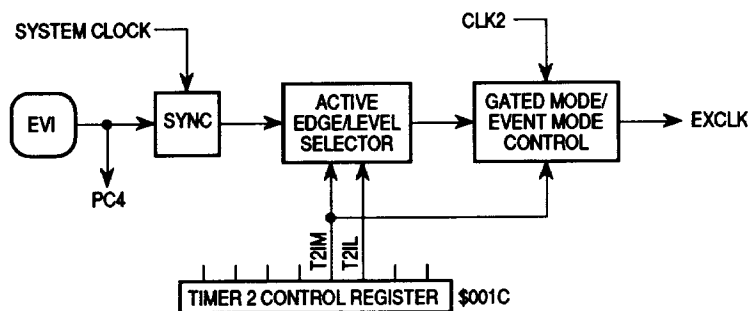 CLK2
SYSTEM CLOCK
EVI
SYNC
ACTIVE
EDGE/LEVEL
SELECTOR
GATED MODE/
EVENT MODE
CONTROL
EXCLK
PC4
T2IM
T2IL
TIMER 2 CONTROL REGISTER
$001C